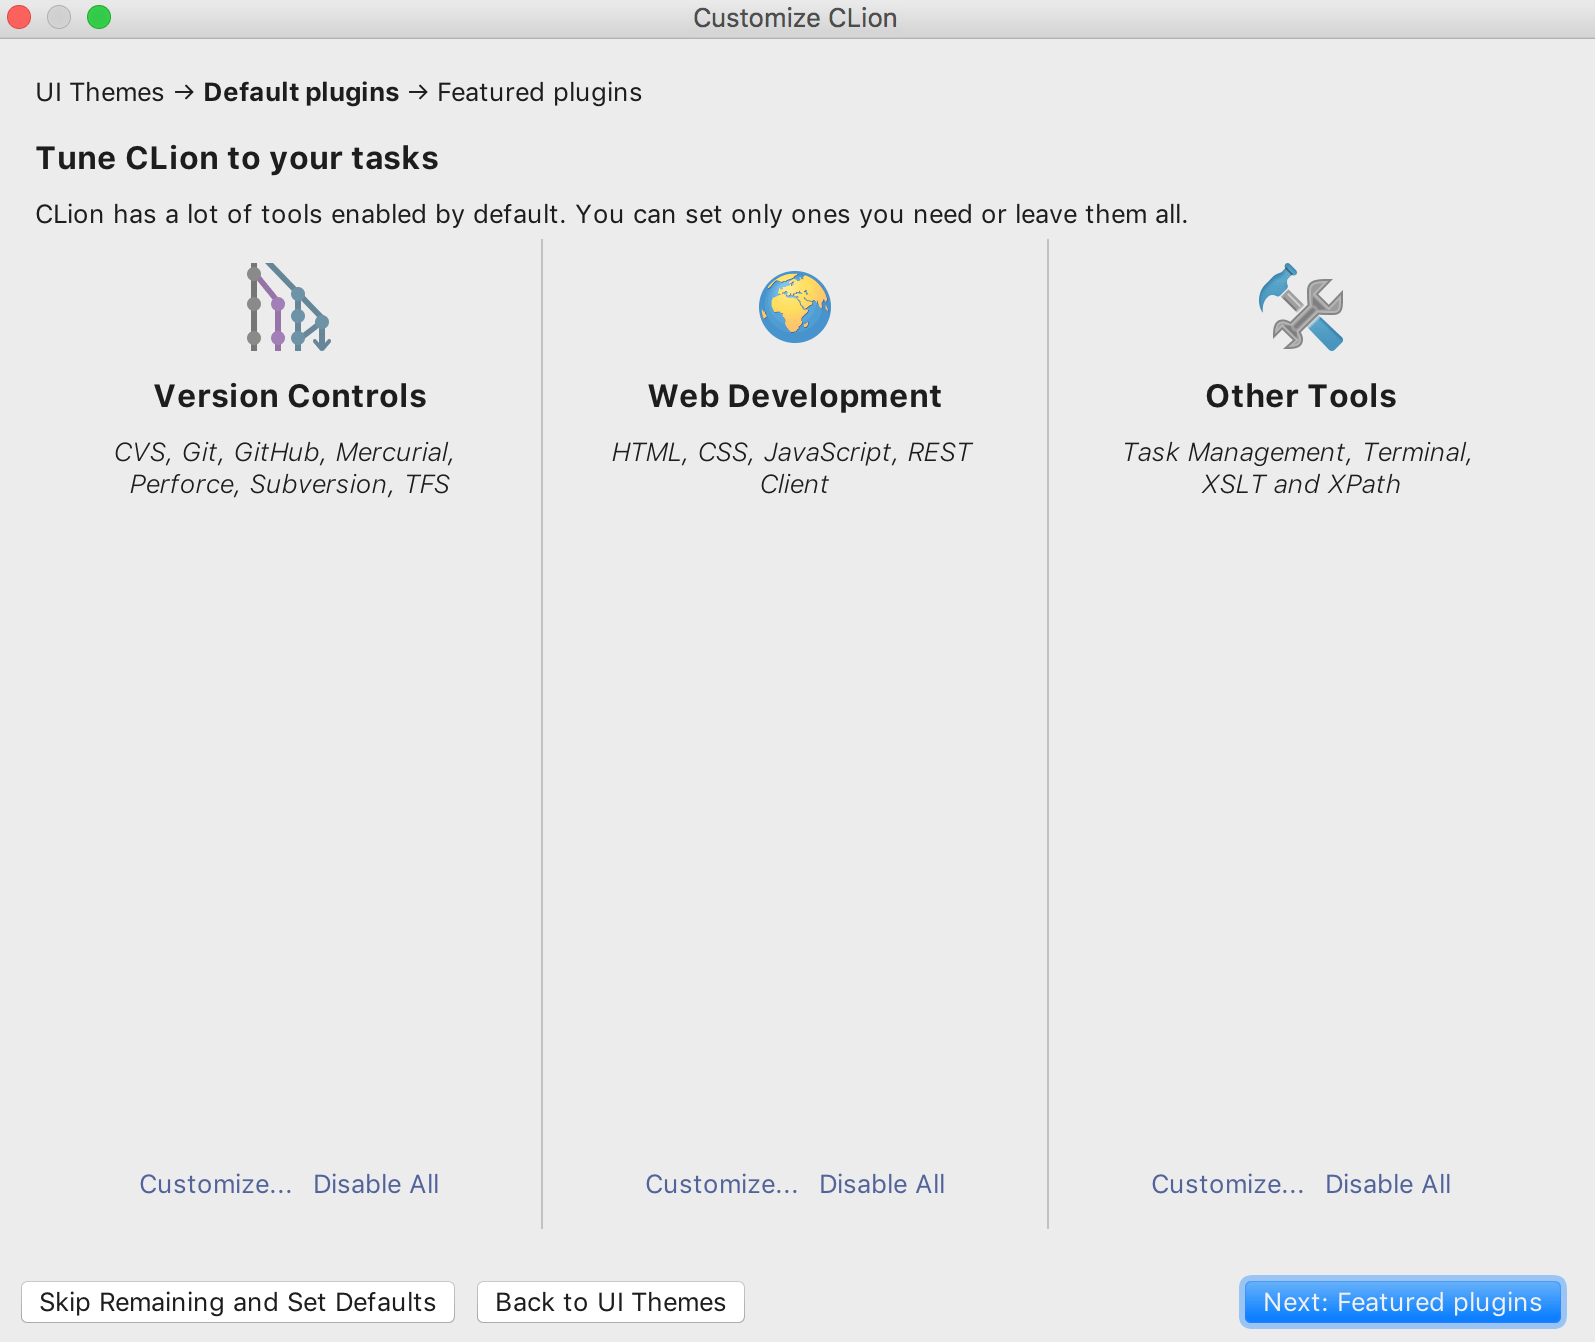 Customize CLion
UI Themes → Default plugins → Featured plugins
Tune CLion to your tasks
CLion has a lot of tools enabled by default. You can set only ones you need or leave them all.
Version Controls
CVS, Git, GitHub, Mercurial,
Perforce, Subversion, TFS
Customize... Disable All
Web Development
HTML, CSS, JavaScript, REST
Client
Customize... Disable All
Other Tools
Task Management, Terminal,
XSLT and XPath
Customize... Disable All
Skip Remaining and Set Defaults
Back to UI Themes
Next: Featured plugins